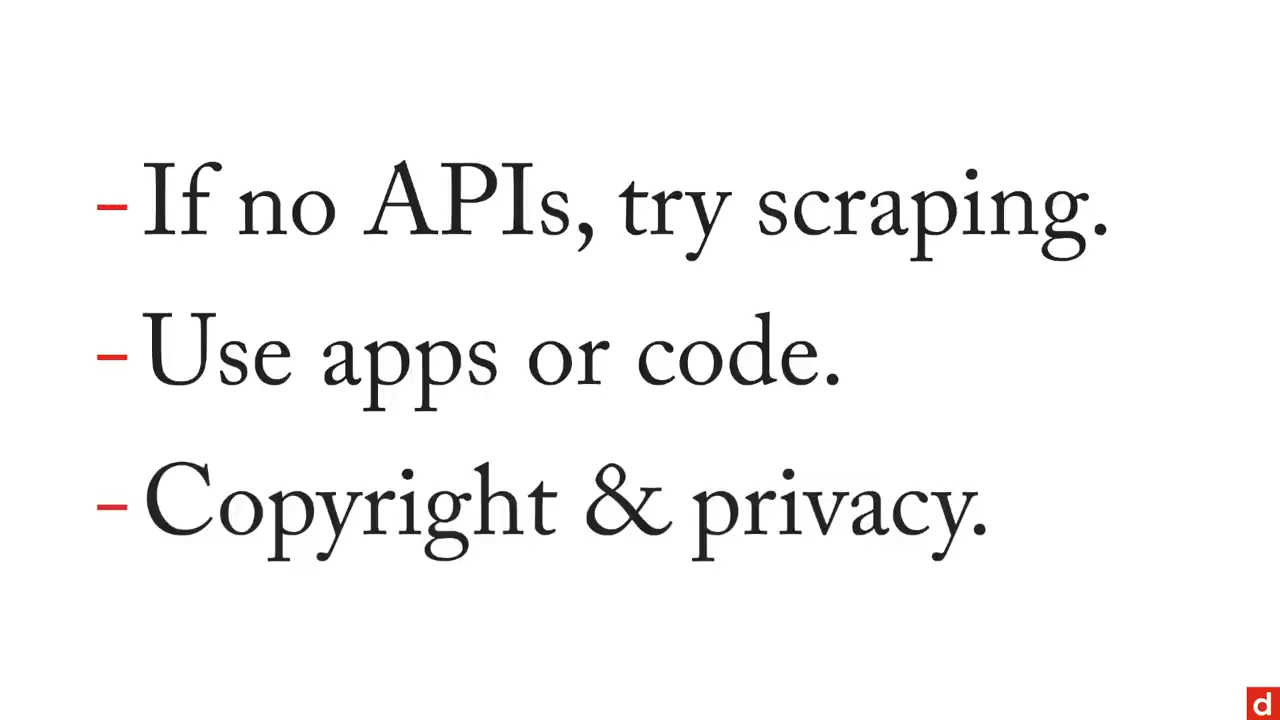 - If no APIs, try scraping.
- Use apps or code.
- Copyright & privacy.
d